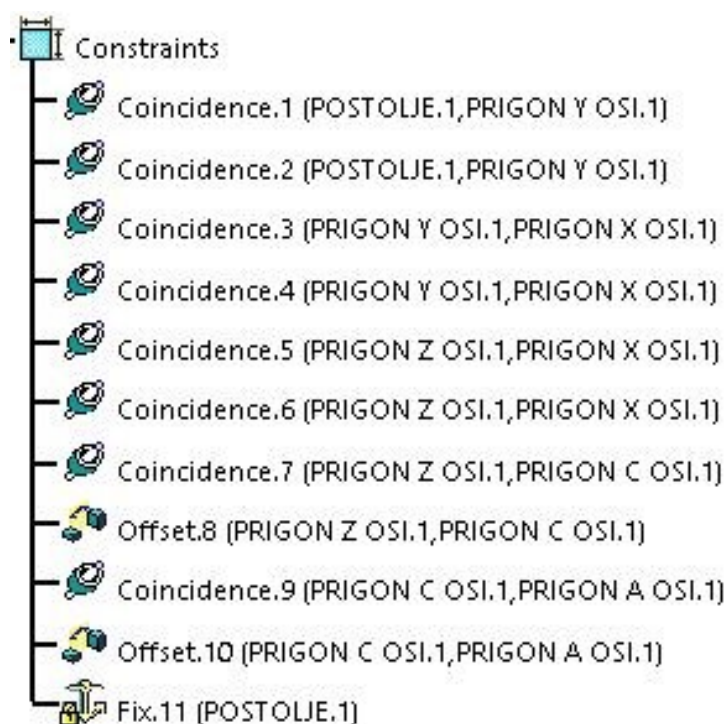 Constraints
Coincidence.1 (POSTOLJE.1,PRIGON Y OSI.1)
Coincidence.2 (POSTOLJE.1,PRIGON Y OSI.1)
Coincidence.3 (PRIGON Y OSI.1,PRIGON X OSI.1)
Coincidence.4 (PRIGON Y OSI.1,PRIGON X OSI.1)
Coincidence.5 (PRIGON Z OSI.1,PRIGON X OSI.1)
Coincidence.6 (PRIGON Z OSI.1,PRIGON X OSI.1)
Coincidence.7 (PRIGON Z OSI.1,PRIGON C OSI.1)
Offset.8 (PRIGON Z OSI.1,PRIGON C OSI.1)
Coincidence.9 (PRIGON C OSI.1,PRIGON A OSI.1)
Offset.10 (PRIGON C OSI.1,PRIGON A OSI.1)
Fix.11 (POSTOLJE.1)